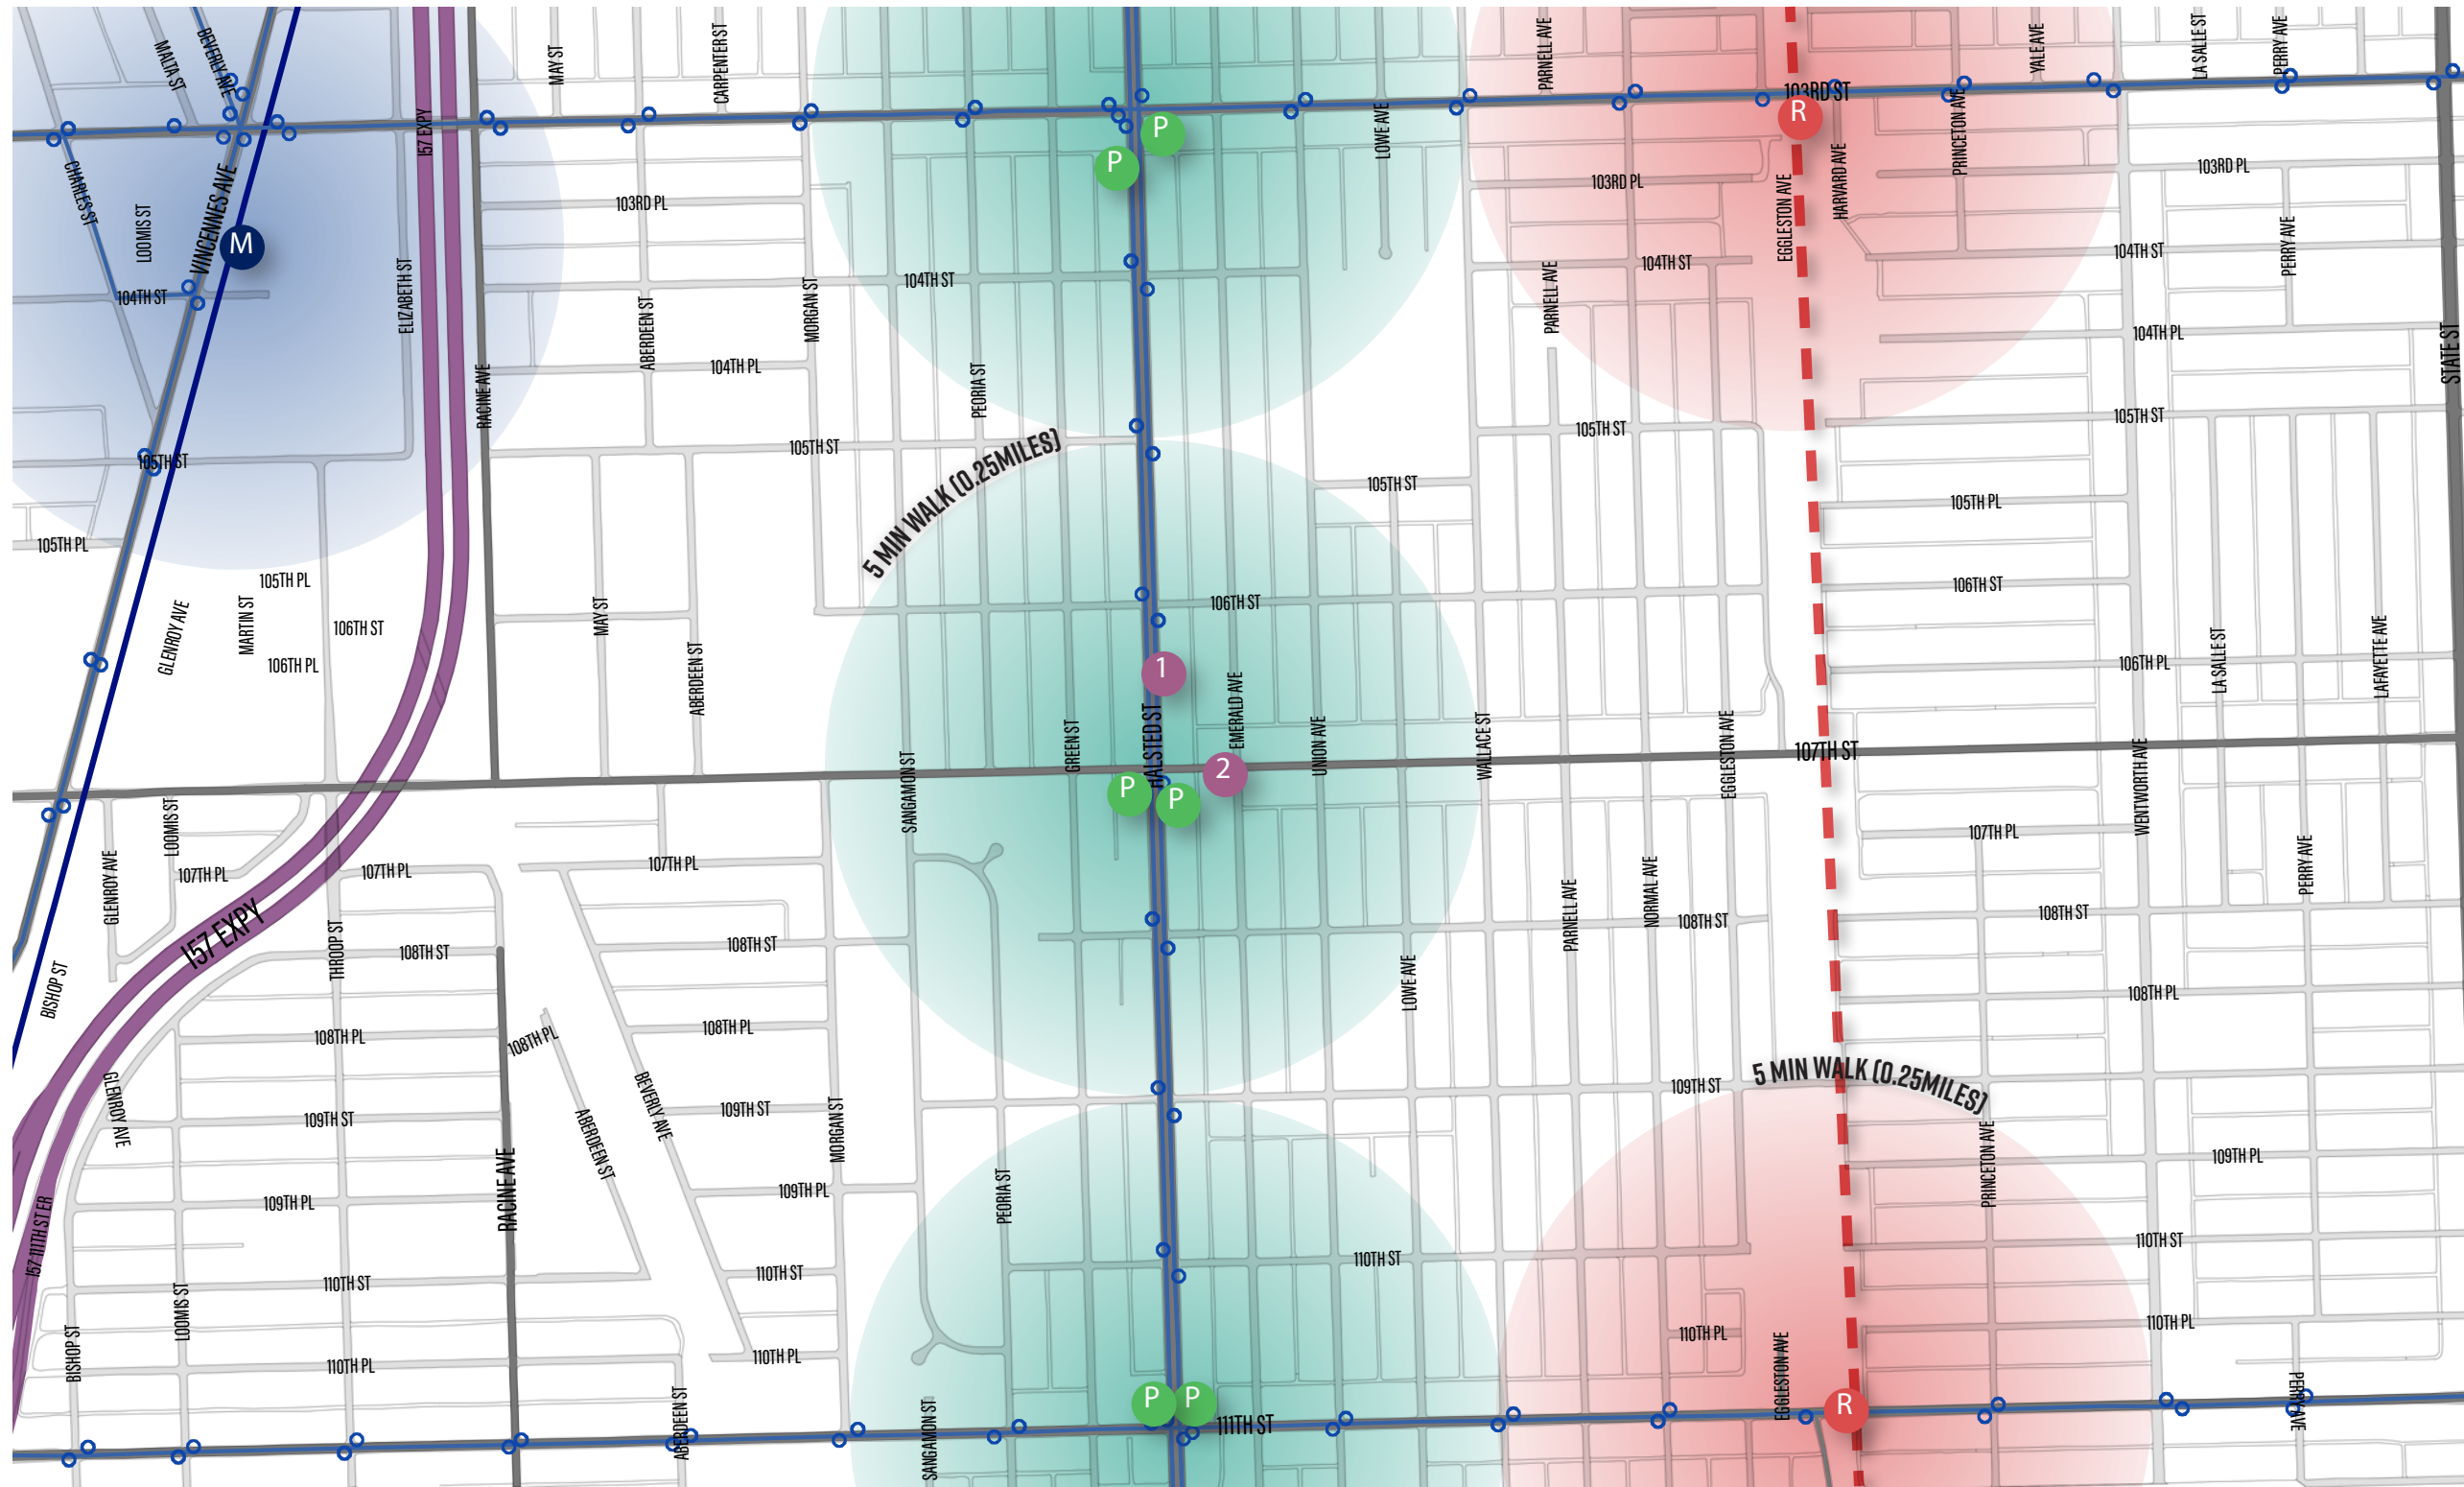 MALTA ST
BEVERLY AVE
I57 EXPY
MAY ST
CARPENTER ST
LOWE AVE
PARNELL AVE
103RD ST
PRINCETON AVE
YALE AVE
LA SALLE ST
PERRY AVE
P
P
R
CHARLES ST
LOOMIS ST
VINCENNES AVE
M
104TH ST
ELIZABETH ST
103RD PL
103RD PL
EGGLESTON AVE
HARVARD AVE
103RD PL
RACINE AVE
ABERDEEN ST
MORGAN ST
104TH ST
PARNELL AVE
104TH ST
104TH ST
PERRY AVE
104TH PL
PEORIA ST
104TH PL
STATE ST
105TH ST
105TH ST
105TH ST
105TH ST
105TH ST
5 MIN WALK (0.25MILES)
105TH PL
105TH PL
105TH PL
GLENROY AVE
MARTIN ST
106TH ST
106TH PL
MAY ST
ABERDEEN ST
106TH ST
106TH ST
1
EMERALD AVE
106TH PL
LA SALLE ST
LAFAYETTE AVE
SANGAMON ST
GREEN ST
HALSTED ST
2
UNION AVE
WALLACE ST
EGGLESTON AVE
107TH ST
WENTWORTH AVE
P
P
LOOMIS ST
GLENROY AVE
107TH PL
107TH PL
107TH PL
107TH PL
PERRY AVE
I57 EXPY
THROOP ST
108TH ST
108TH ST
PARNELL AVE
NORMAL AVE
108TH ST
108TH ST
BISHOP ST
LOWE AVE
108TH PL
108TH PL
108TH PL
108TH PL
5 MIN WALK (0.25MILES)
GLENROY AVE
109TH ST
ABERDEEN ST
BEVERLY AVE
109TH ST
MORGAN ST
109TH ST
I57 111TH ST ER
109TH PL
RACINE AVE
109TH PL
PEORIA ST
PRINCETON AVE
109TH PL
110TH ST
110TH ST
110TH ST
110TH ST
BISHOP ST
LOOMIS ST
110TH PL
110TH PL
110TH PL
EGGLESTON AVE
110TH PL
ABERDEEN ST
SANGAMON ST
P
P
111TH ST
R
PERRY AVE